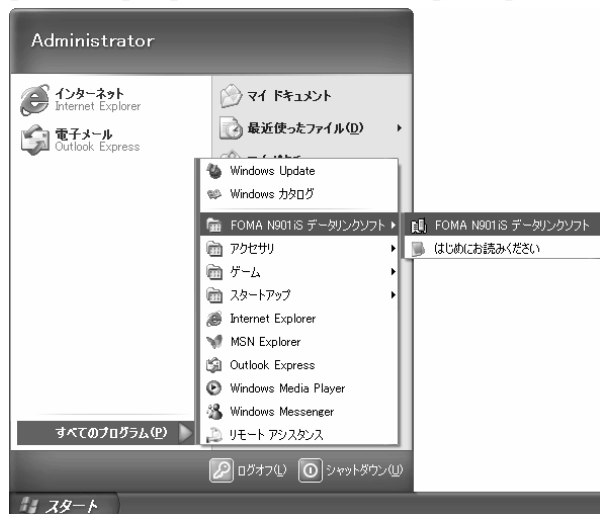 Administrator
インターネット
Internet Explorer
電子メール
Outlook Express
マイ ドキュメント
最近使ったファイル(D)
Windows Update
Windows カタログ
FOMA N901iS データリンクソフト
アクセサリ
ゲーム
スタートアップ
Internet Explorer
MSN Explorer
Outlook Express
Windows Media Player
Windows Messenger
リモート アシスタンス
FOMA N901iS データリンクソフト
はじめにお読みください
すべてのプログラム(P)
ログオフ(L)
シャットダウン(U)
スタート